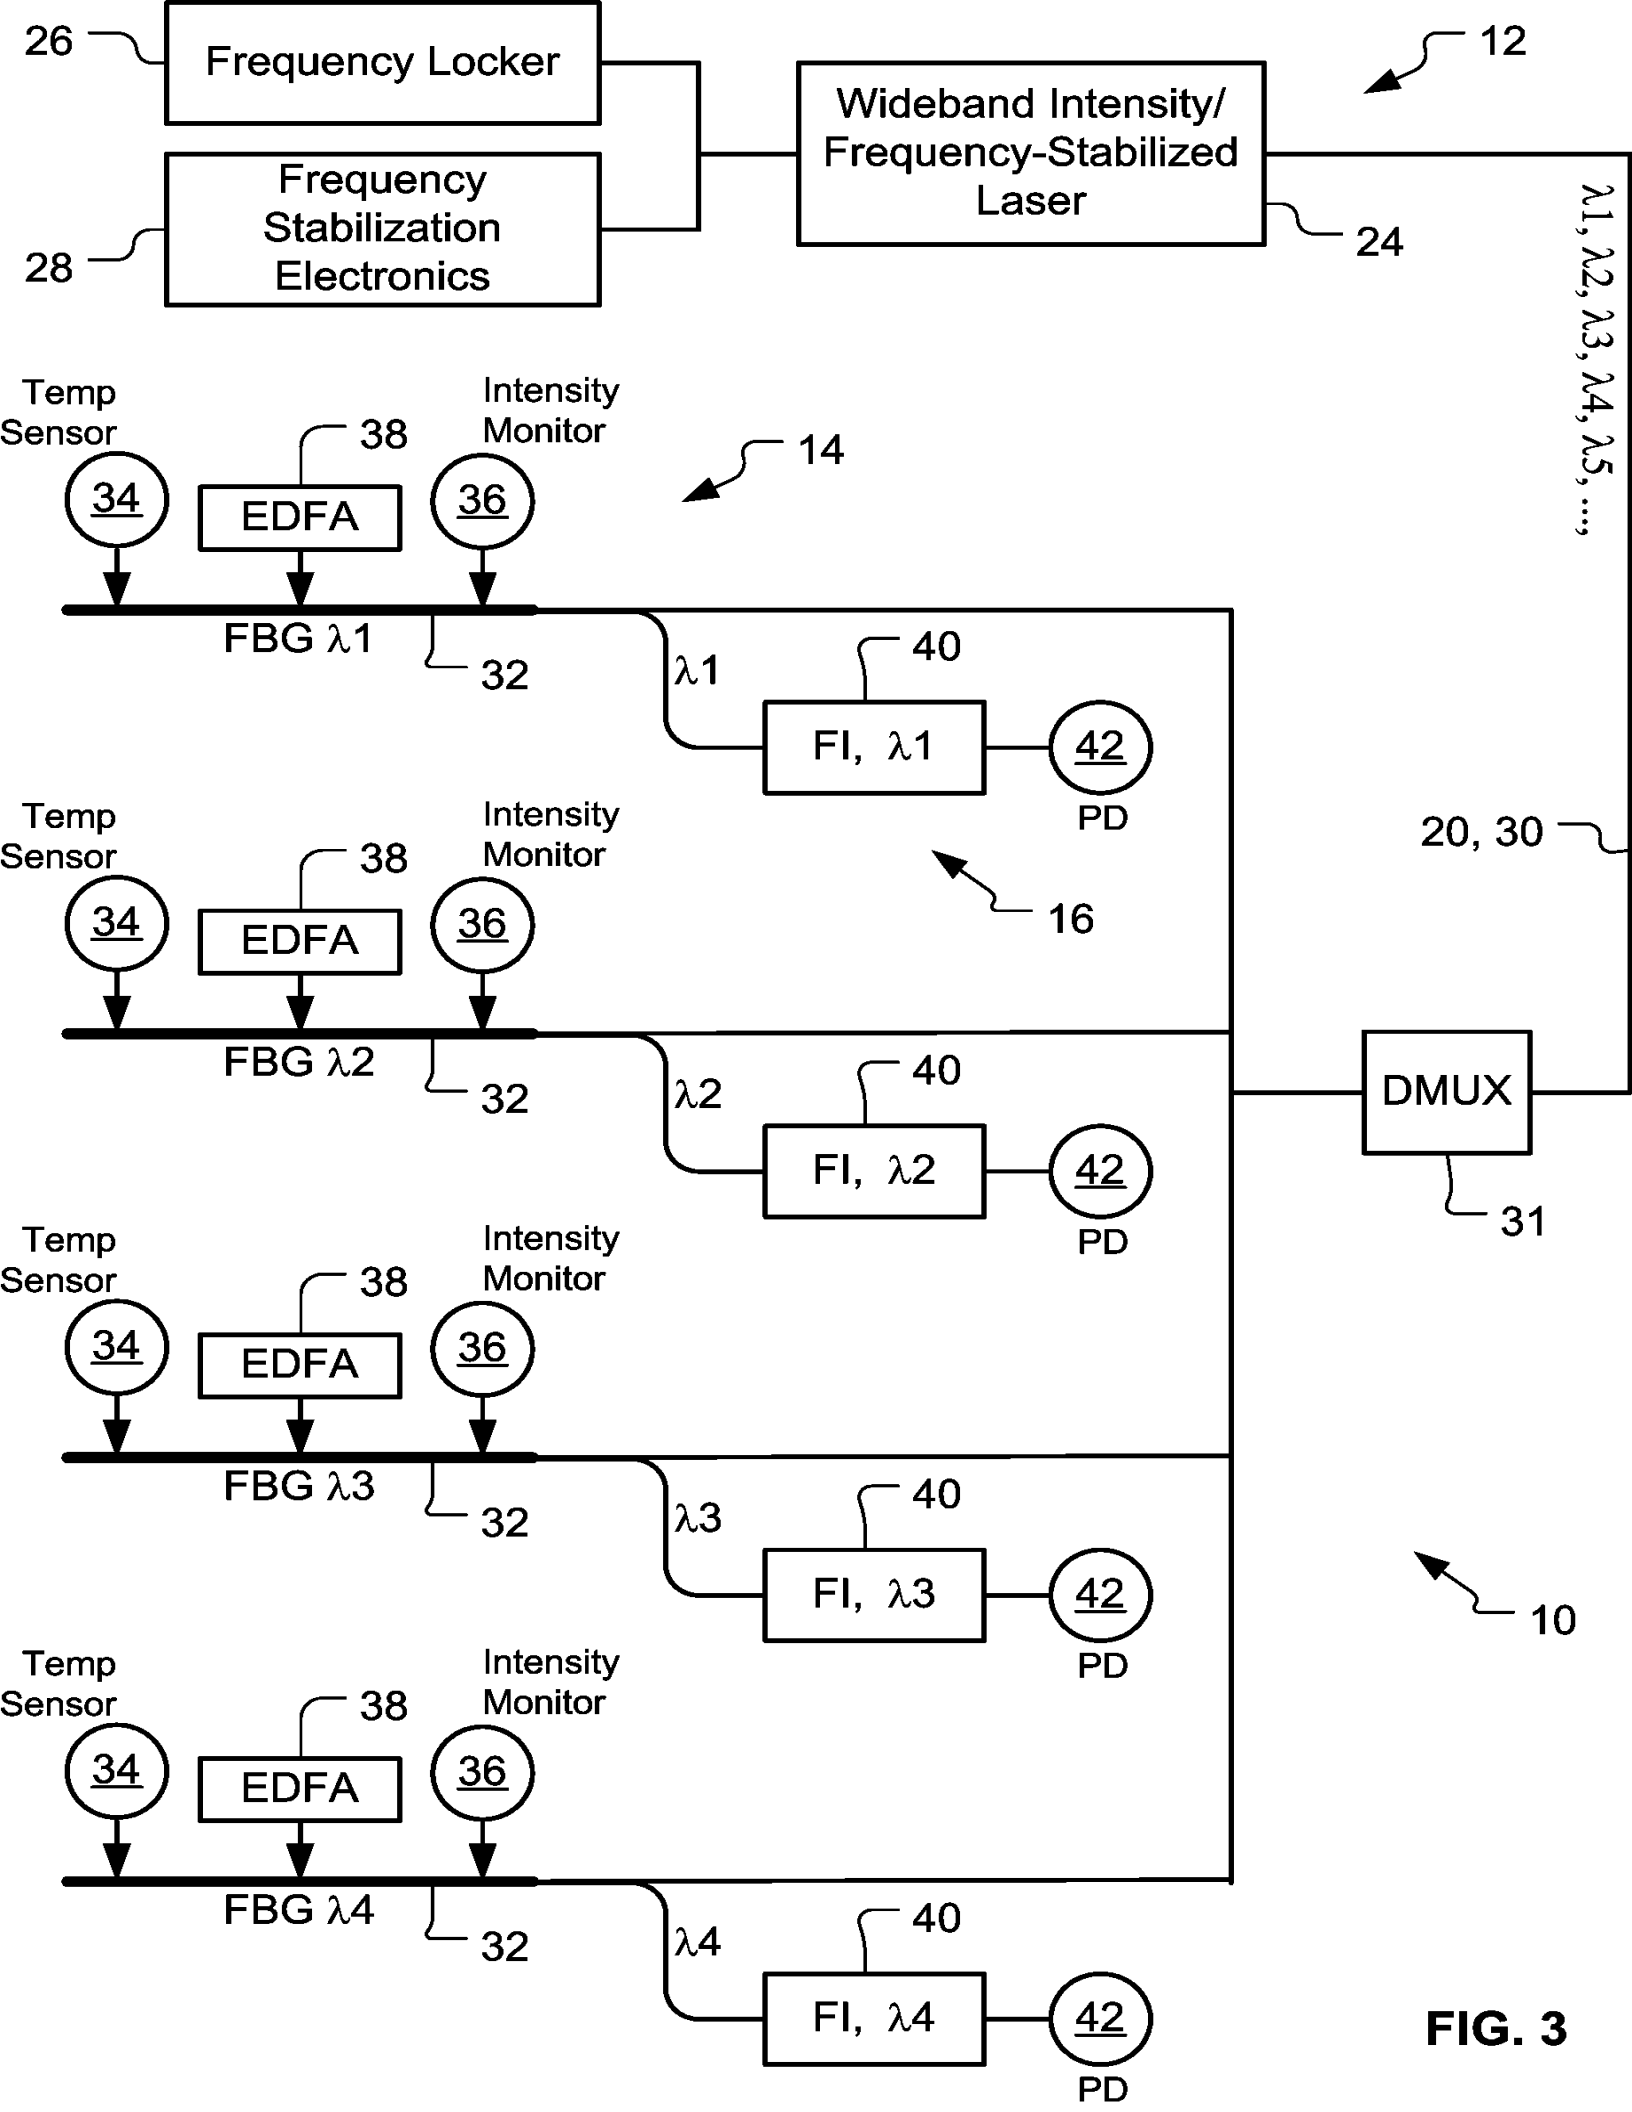 26
Frequency Locker
12
Wideband Intensity/
Frequency-Stabilized
Laser
24
Frequency
Stabilization
Electronics
28
λ1, λ2, λ3, λ4, λ5, ...,
Temp
Sensor
34
38
EDFA
Intensity
Monitor
36
14
FBG λ1
32
λ1
40
FI, λ1
42
PD
20, 30
16
Temp
Sensor
34
38
EDFA
Intensity
Monitor
36
FBG λ2
32
λ2
40
FI, λ2
42
PD
DMUX
31
Temp
Sensor
34
38
EDFA
Intensity
Monitor
36
FBG λ3
32
λ3
40
FI, λ3
42
PD
10
Temp
Sensor
34
38
EDFA
Intensity
Monitor
36
FBG λ4
32
λ4
40
FI, λ4
42
PD
FIG. 3